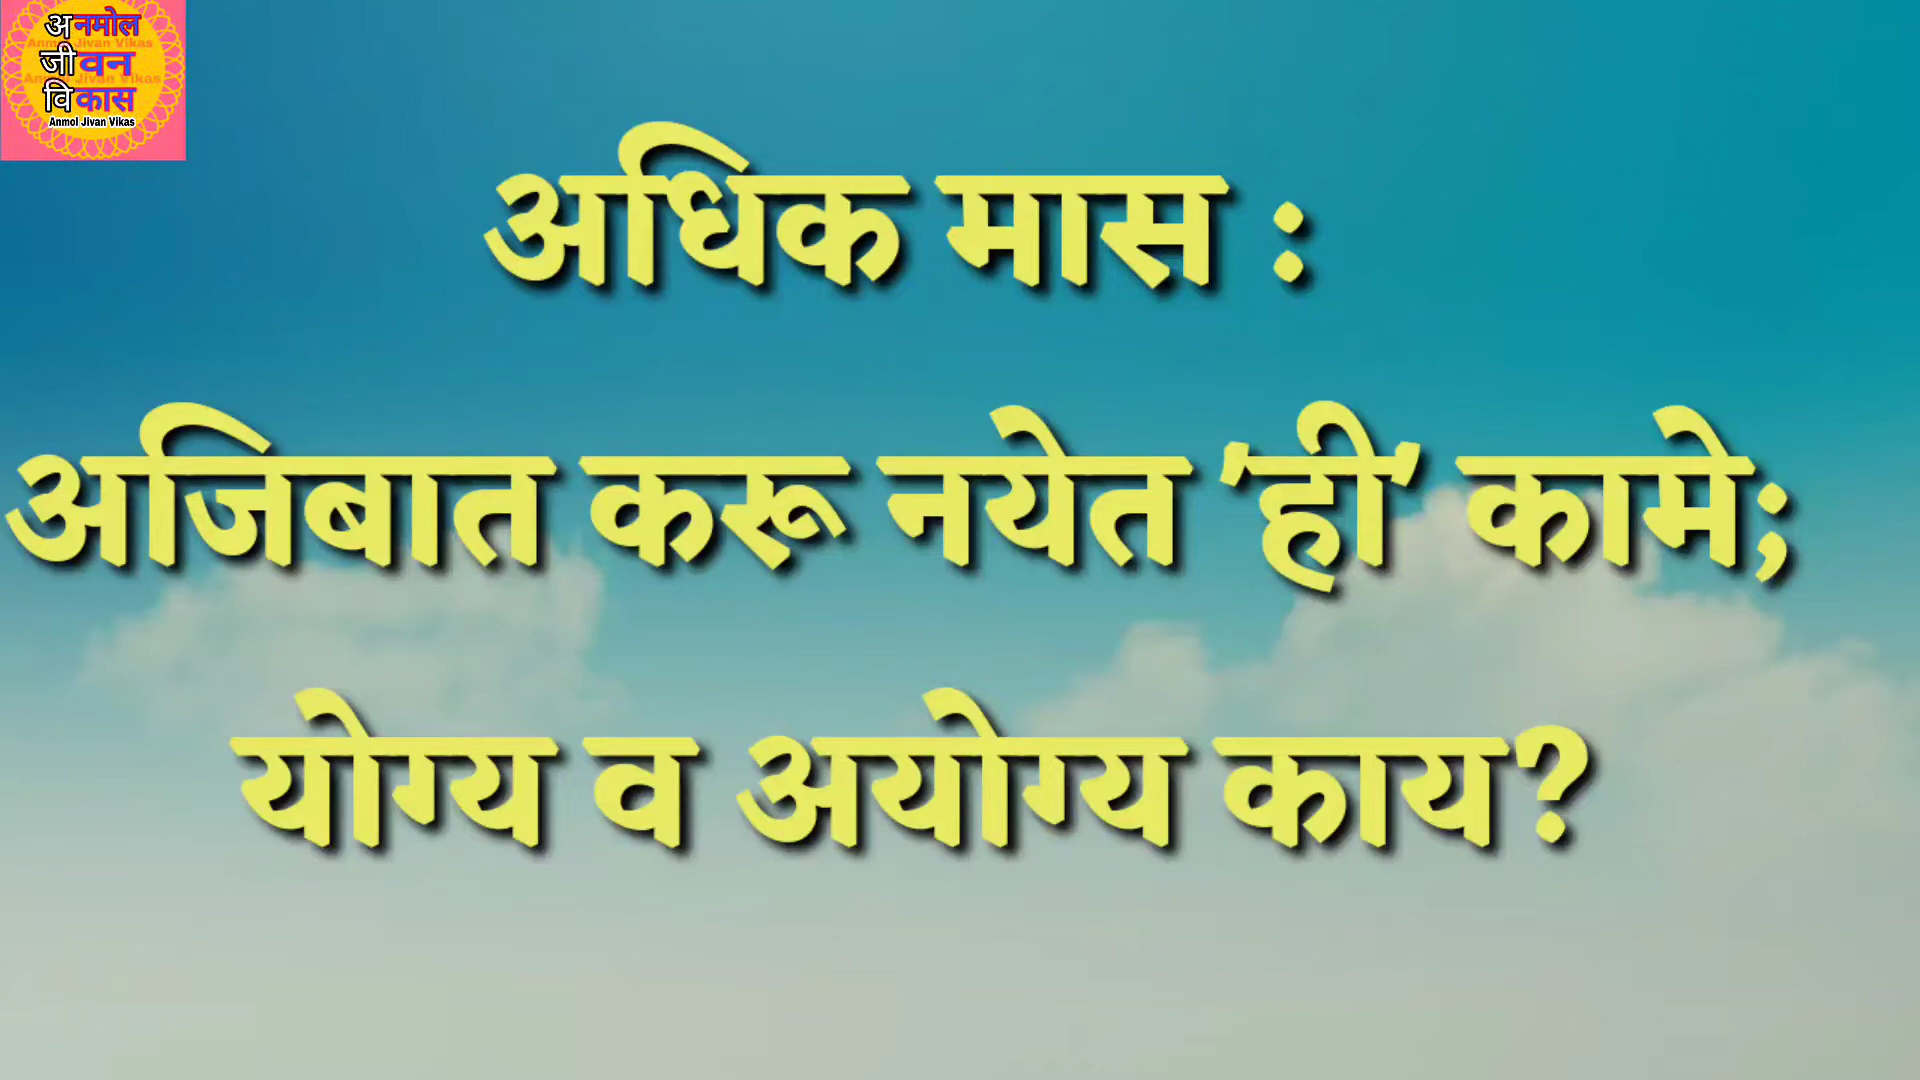 अनमोल
जीवन
विकास
Anmol Jivan Vikas
अधिक मास :
अजिबात करू नयेत 'ही' कामे;
योग्य व अयोग्य काय?